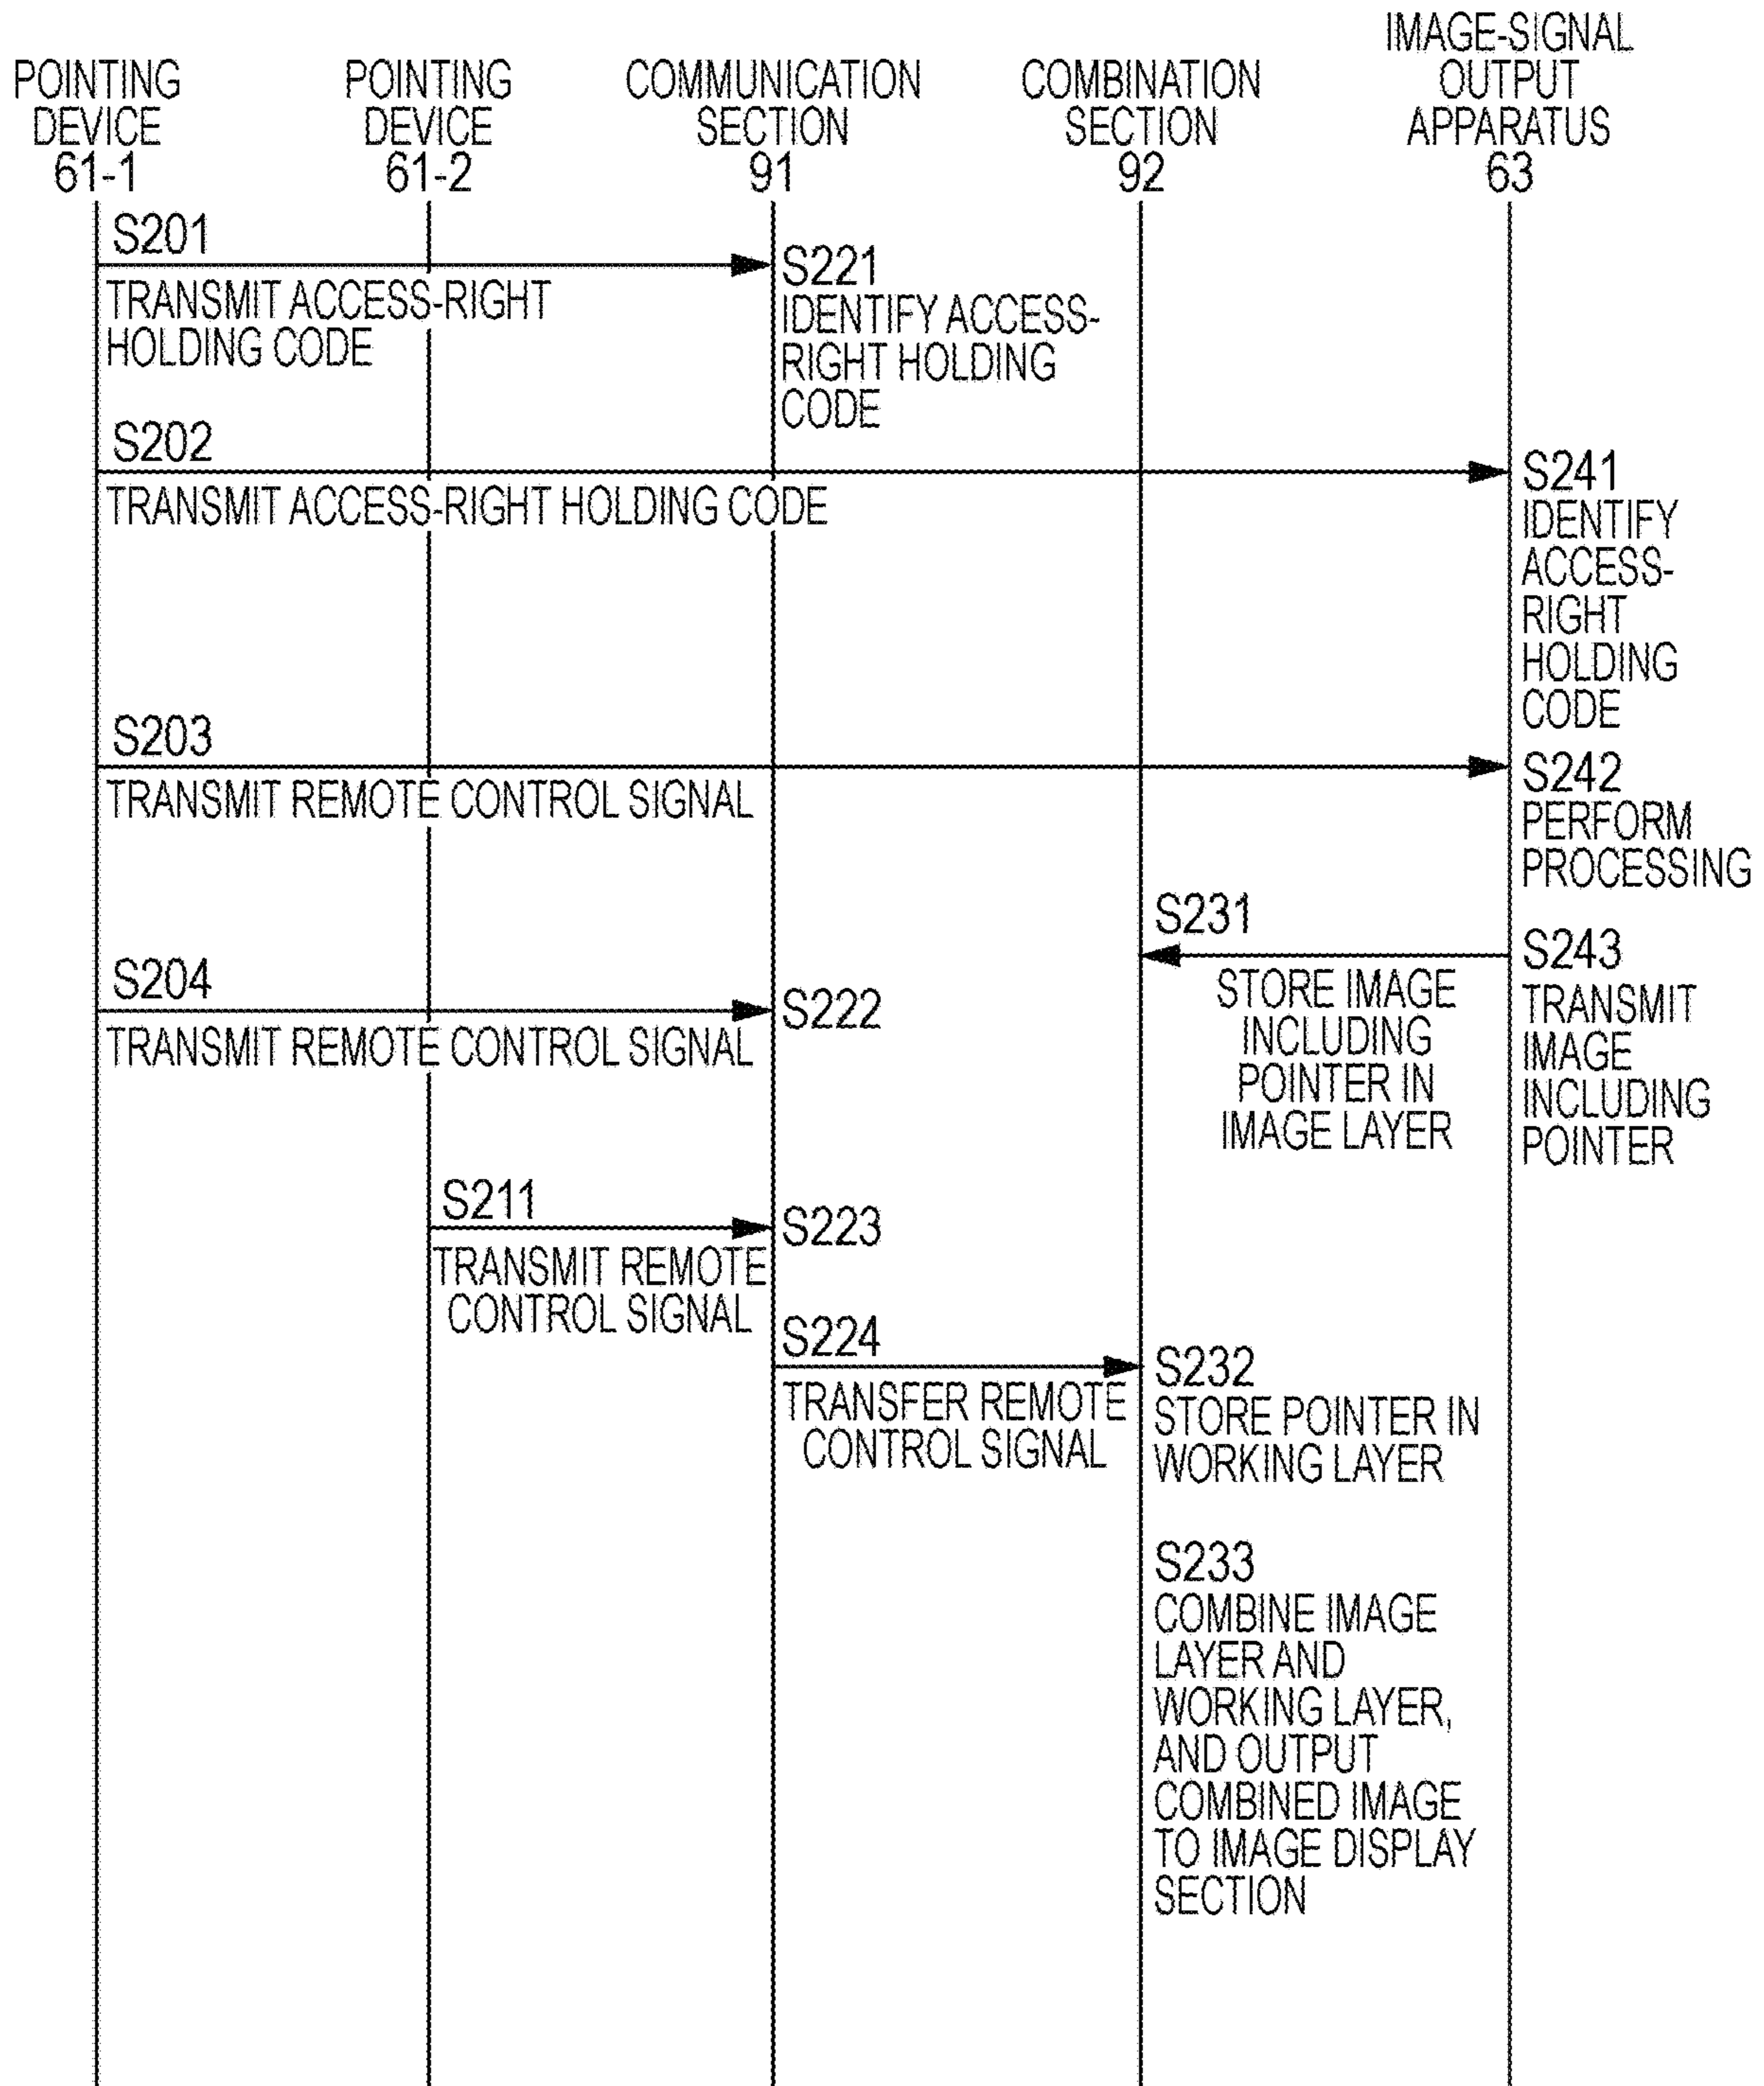 POINTING
DEVICE
61-1
POINTING
DEVICE
61-2
COMMUNICATION
SECTION
91
COMBINATION
SECTION
92
IMAGE-SIGNAL
OUTPUT
APPARATUS
63
S201
TRANSMIT ACCESS-RIGHT
HOLDING CODE
S221
IDENTIFY ACCESS-
RIGHT HOLDING
CODE
S202
TRANSMIT ACCESS-RIGHT HOLDING CODE
S241
IDENTIFY
ACCESS-
RIGHT
HOLDING
CODE
S203
TRANSMIT REMOTE CONTROL SIGNAL
S242
PERFORM
PROCESSING
S231
STORE IMAGE
INCLUDING
POINTER IN
IMAGE LAYER
S243
TRANSMIT
IMAGE
INCLUDING
POINTER
S204
TRANSMIT REMOTE CONTROL SIGNAL
S222
S211
TRANSMIT REMOTE
CONTROL SIGNAL
S223
S224
TRANSFER REMOTE
CONTROL SIGNAL
S232
STORE POINTER IN
WORKING LAYER
S233
COMBINE IMAGE
LAYER AND
WORKING LAYER,
AND OUTPUT
COMBINED IMAGE
TO IMAGE DISPLAY
SECTION